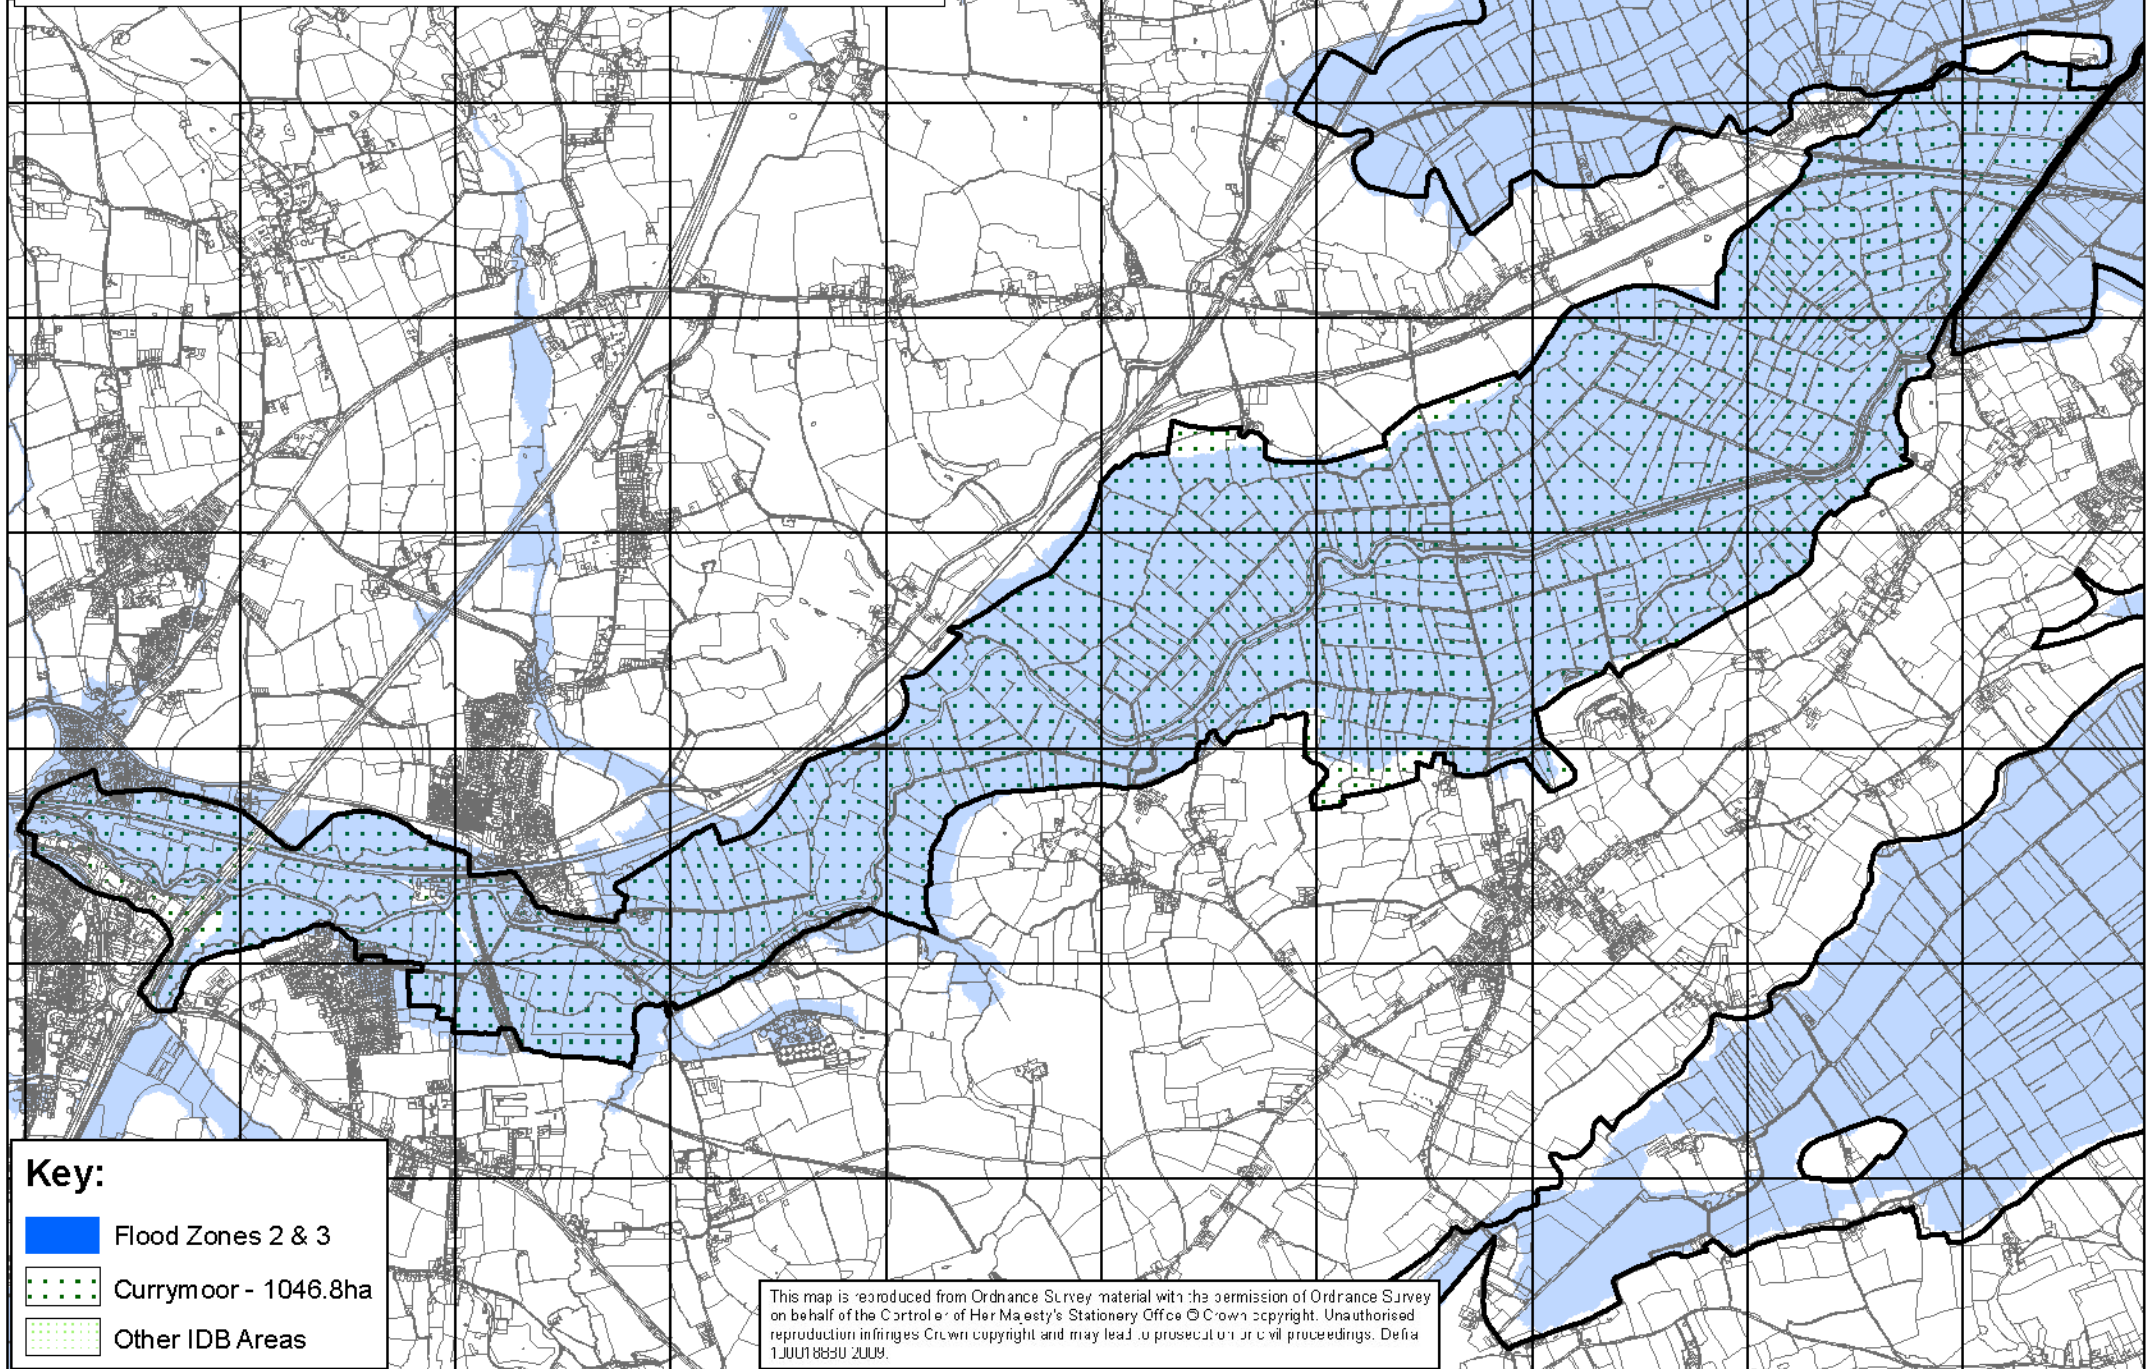 Key:
Flood Zones 2 & 3
Currymoor - 1046.8ha
Other IDB Areas
This map is reproduced from Ordnance Survey material with the permission of Ordnance Survey
on behalf of the Controller of Her Majesty's Stationery Office © Crown copyright. Unauthorised
reproduction infringes Crown copyright and may lead to prosecution or civil proceedings. Defra
100018880 2009.